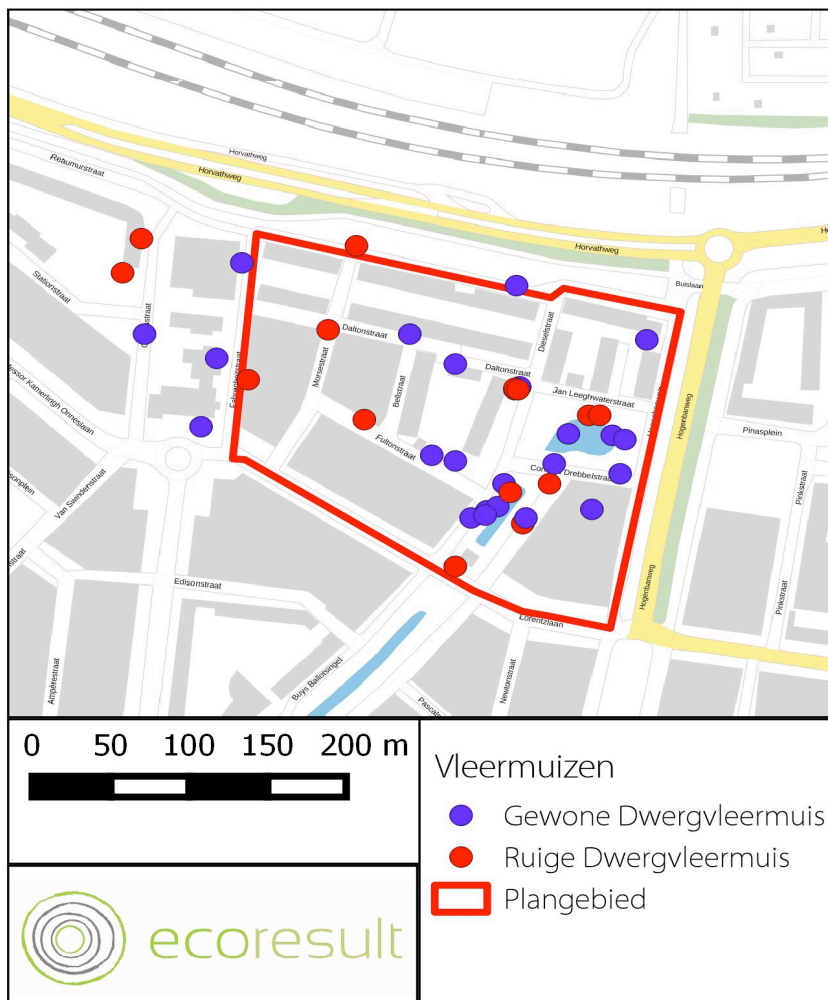 Horvathweg
Reaumurstraat
Horvathweg
Horvathweg
Buislaan
Stationstraat
Daltonstraat
Dieselstraat
Morsestraat
Bellstraat
Daltonstraat
Jan Leeghwaterstraat
Hogenbanweg
Pinasplein
Fultonstraat
Van Swindenstraat
Pinkstraat
Edisonstraat
Hogenbanweg
Pinkstraat
Lorentzlaan
Ampèrestraat
Buys Ballotsingel
Newtonstraat
0 50 100 150 200 m
Vleermuizen
Gewone Dwergvleermuis
Ruige Dwergvleermuis
Plangebied
ecoresult